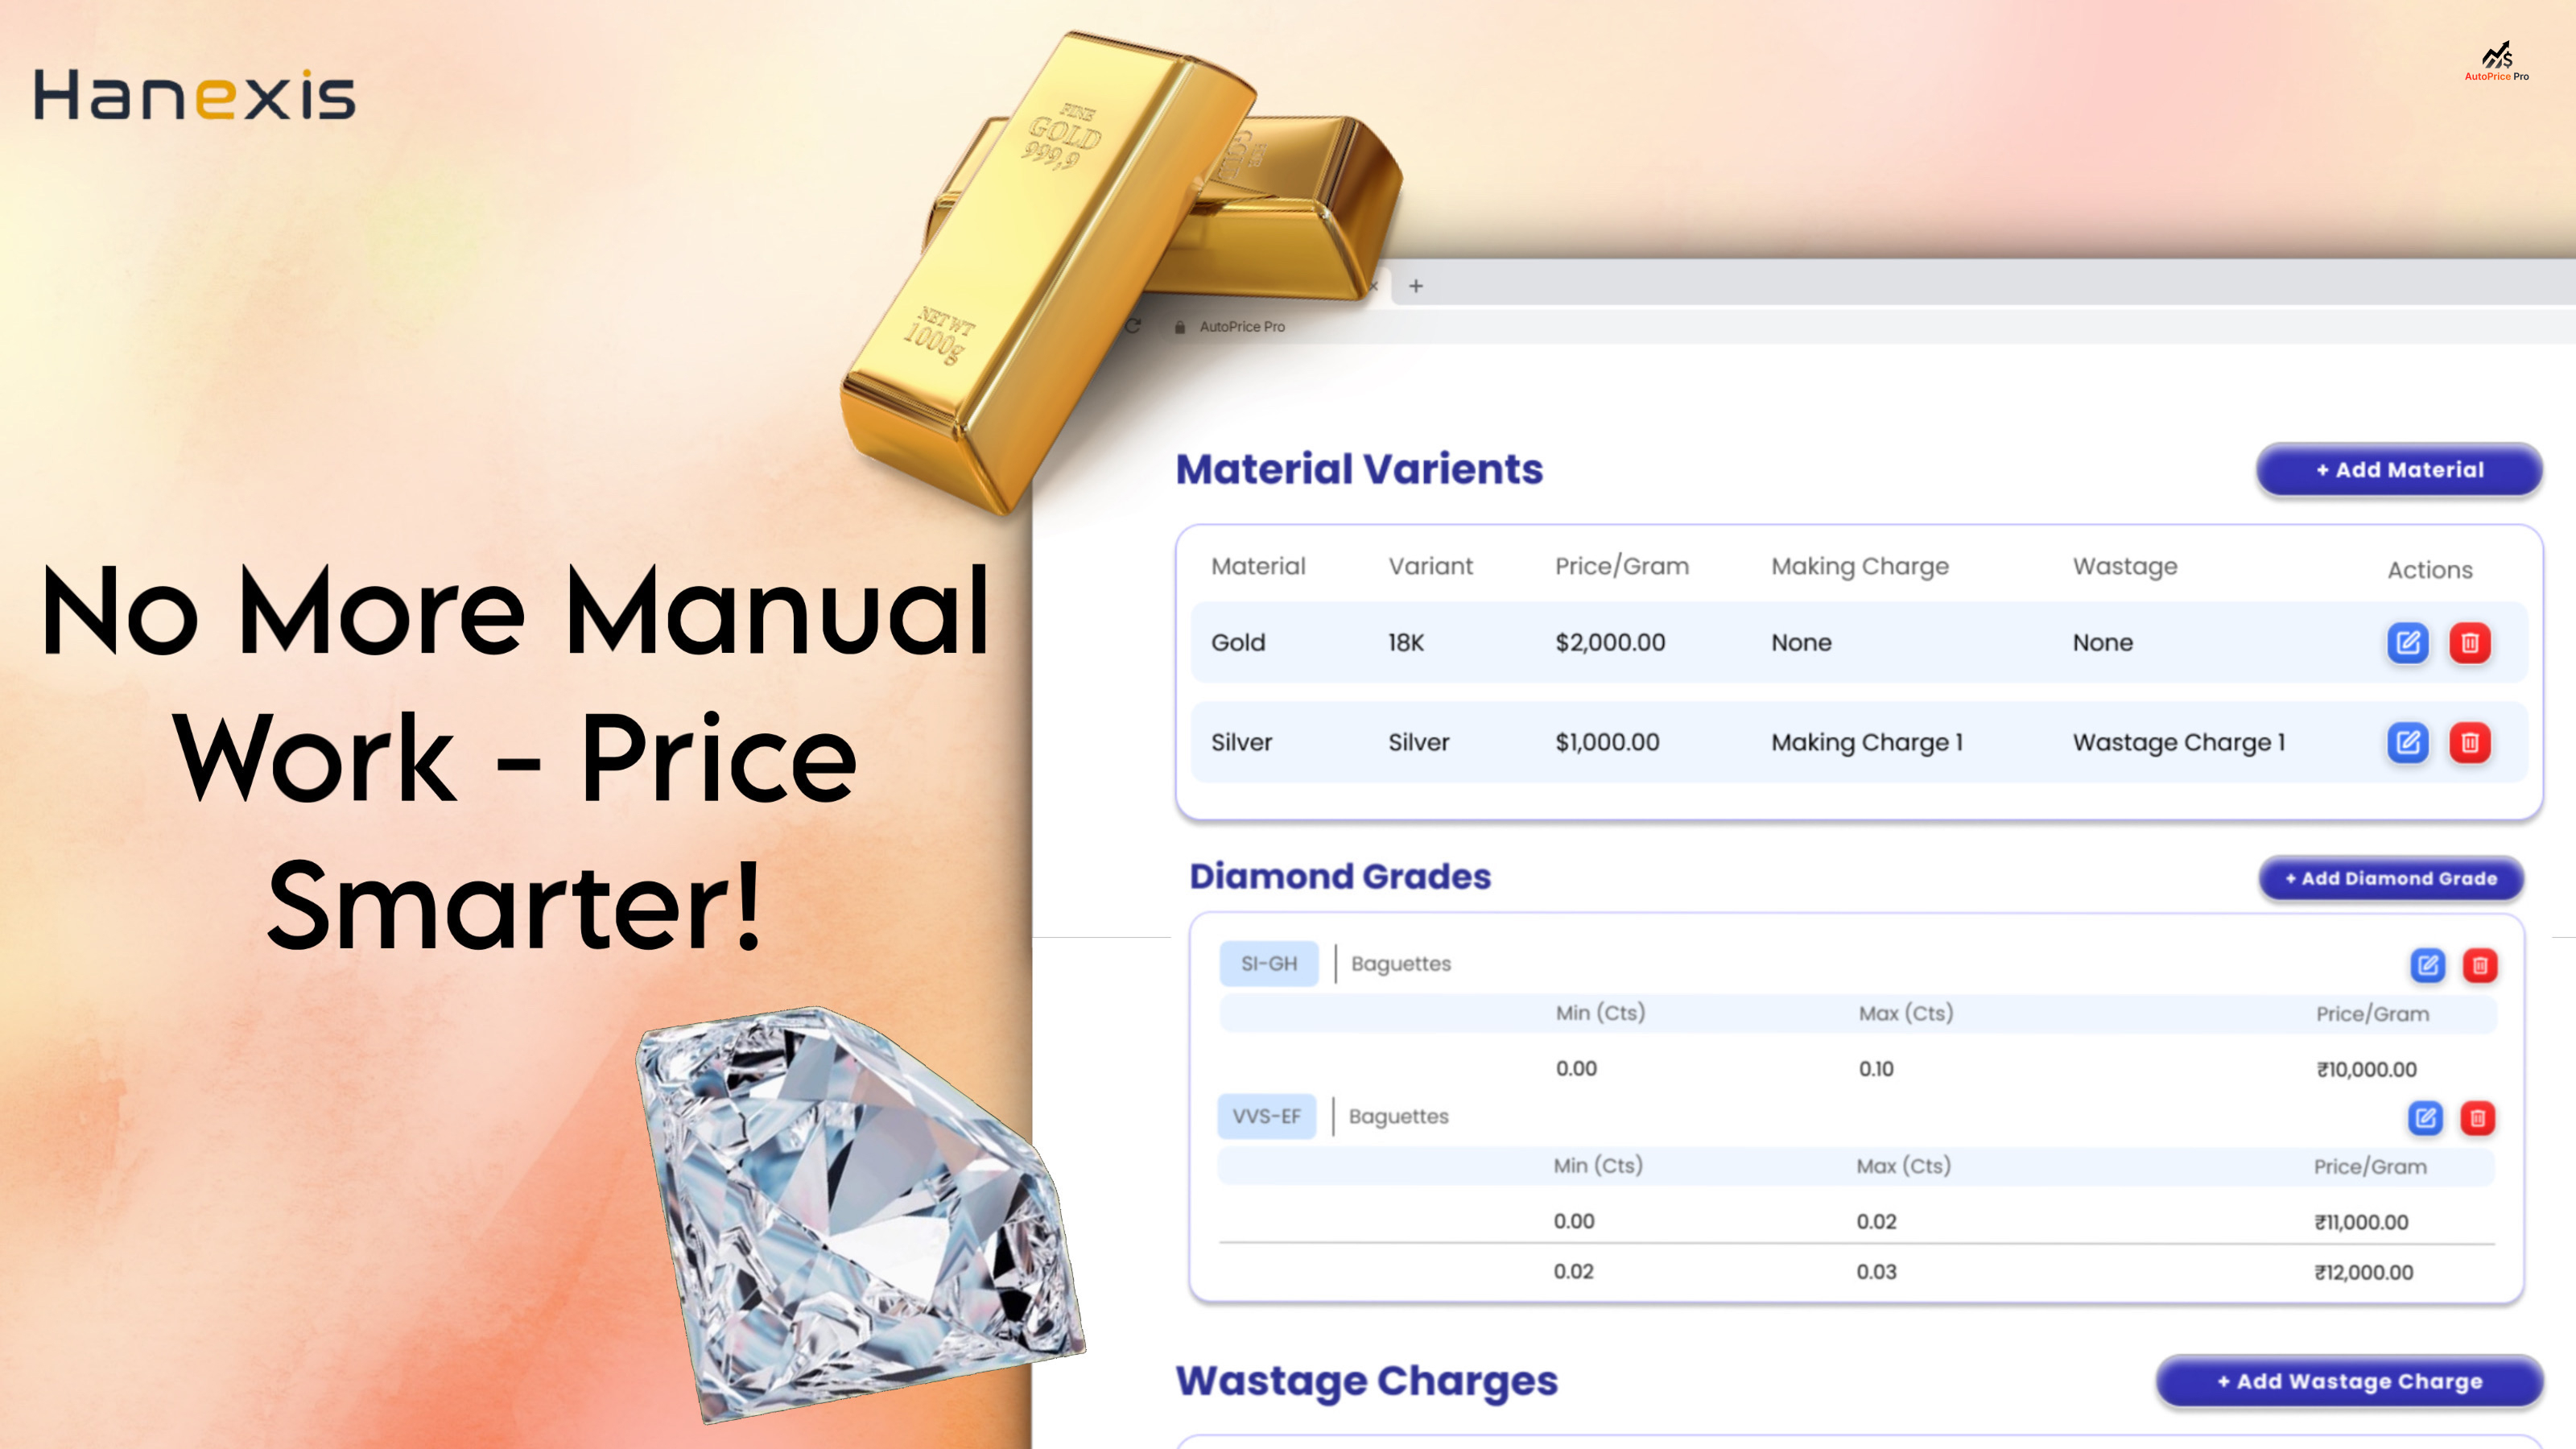 Hanexis
AutoPrice Pro
FINE
GOLD
999,9
NET WT
1000g
AutoPrice Pro
No More Manual
Work - Price
Smarter!
Material Varients
+ Add Material
Material Variant Price/Gram Making Charge Wastage Actions
Gold 18K $2,000.00 None None
Silver Silver $1,000.00 Making Charge 1 Wastage Charge 1
Diamond Grades
+ Add Diamond Grade
SI-GH | Baguettes
Min (Cts) Max (Cts) Price/Gram
0.00 0.10 ₹10,000.00
VVS-EF | Baguettes
Min (Cts) Max (Cts) Price/Gram
0.00 0.02 ₹11,000.00
0.02 0.03 ₹12,000.00
Wastage Charges
+ Add Wastage Charge